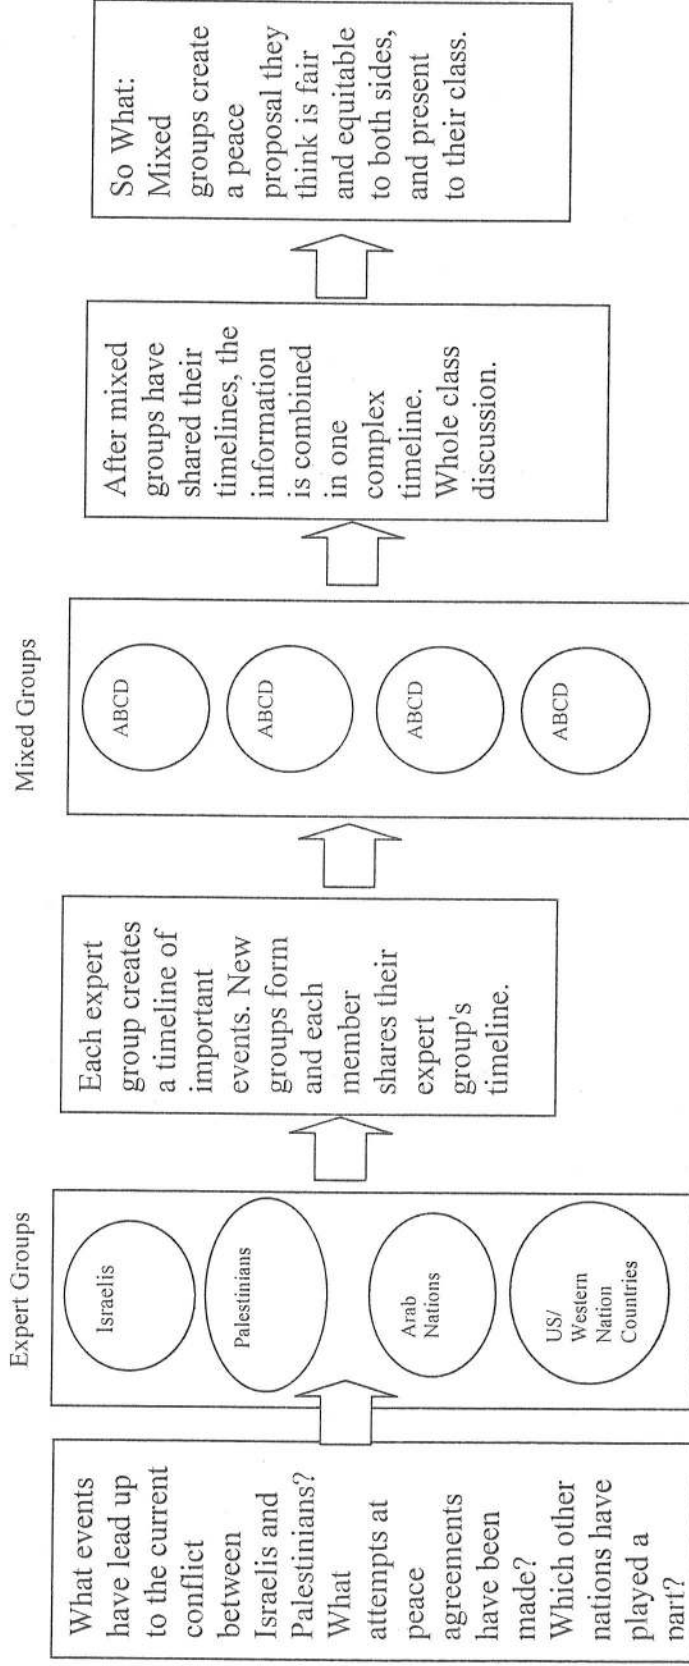 What events
have lead up
to the current
conflict
between
Israelis and
Palestinians?
What
attempts at
peace
agreements
have been
made?
Which other
nations have
played a
part?
Expert Groups
Israelis
Palestinians
Arab
Nations
US/
Western
Nation
Countries
Each expert
group creates
a timeline of
important
events. New
groups form
and each
member
shares their
expert
group's
timeline.
Mixed Groups
ABCD
ABCD
ABCD
ABCD
After mixed
groups have
shared their
timelines, the
information
is combined
in one
complex
timeline.
Whole class
discussion.
So What:
Mixed
groups create
a peace
proposal they
think is fair
and equitable
to both sides,
and present
to their class.